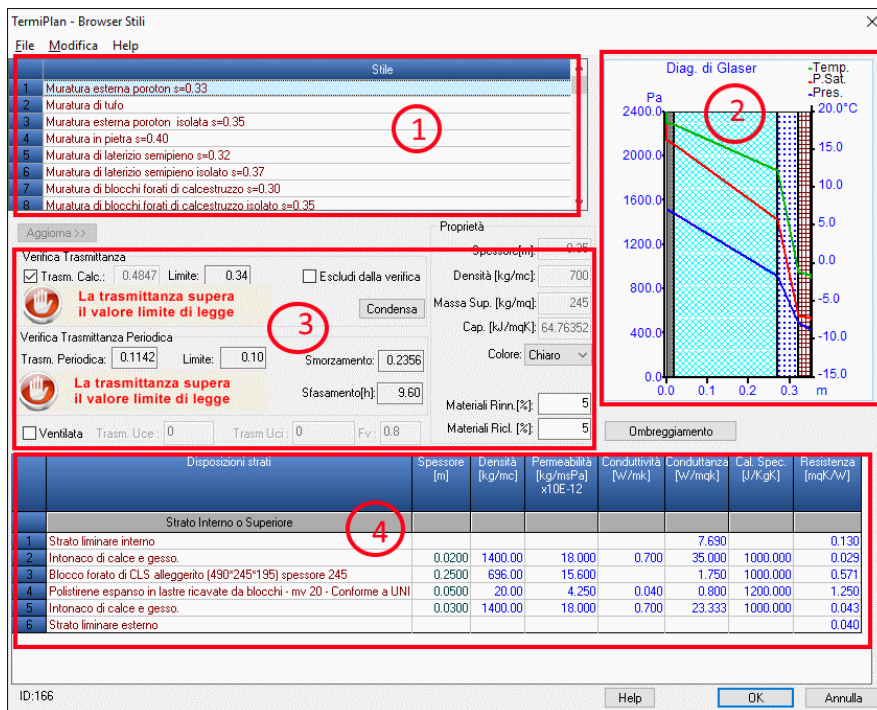 TermiPlan - Browser Stili
File Modifica Help
Stile
1 Muratura esterna poroton s=0.33
2 Muratura di tufo
3 Muratura esterna poroton isolata s=0.35
4 Muratura in pietra s=0.40
5 Muratura di laterizio semipieno s=0.32
6 Muratura di laterizio semipieno isolato s=0.37
7 Muratura di blocchi forati di calcestruzzo s=0.30
8 Muratura di blocchi forati di calcestruzzo isolato s=0.35
1
Diag. di Glaser
Temp.
P.Sat.
Pres.
Pa
2
2400.0 20.0°C
2000.0 15.0
1600.0 10.0
1200.0 5.0
800.0 0.0
400.0 -5.0
0.0 -10.0
-15.0
0.0 0.1 0.2 0.3 m
Aggiorna >>
Verifica Trasmittanza
Trasm. Calc.: 0.4847 Limite: 0.34 Escludi dalla verifica
La trasmittanza supera
il valore limite di legge
Condensa
3
Verifica Trasmittanza Periodica
Trasm. Periodica: 0.1142 Limite: 0.10 Smorzamento: 0.2356
La trasmittanza supera
il valore limite di legge
Sfasamento[h]: 9.60
Ventilata Trasm. Uce : 0 Trasm Uci : 0 Fv : 0.8
Proprietà
Spessore[m] 0.35
Densità [kg/mc] 700
Massa Sup. [kg/mq] 245
Cap. [kJ/mqK] 64.76352
Colore: Chiaro
Materiali Rinn.[%]: 5
Materiali Ricl. [%]: 5
Ombreggiamento
Disposizioni strati Spessore [m] Densità [kg/mc] Permeabilità [kg/msPa] x10E-12 Conduttività [W/mk] Conduttanza [W/mqk] Cal. Spec. [J/KgK] Resistenza [mqK/W]
Strato Interno o Superiore
4
1 Strato liminare interno 7.690 0.130
2 Intonaco di calce e gesso. 0.0200 1400.00 18.000 0.700 35.000 1000.000 0.029
3 Blocco forato di CLS alleggerito (490*245*195) spessore 245 0.2500 696.00 15.600 1.750 1000.000 0.571
4 Polistirene espanso in lastre ricavate da blocchi - mv 20 - Conforme a UNI 0.0500 20.00 4.250 0.040 0.800 1200.000 1.250
5 Intonaco di calce e gesso. 0.0300 1400.00 18.000 0.700 23.333 1000.000 0.043
6 Strato liminare esterno 0.040
ID:166
Help OK Annulla